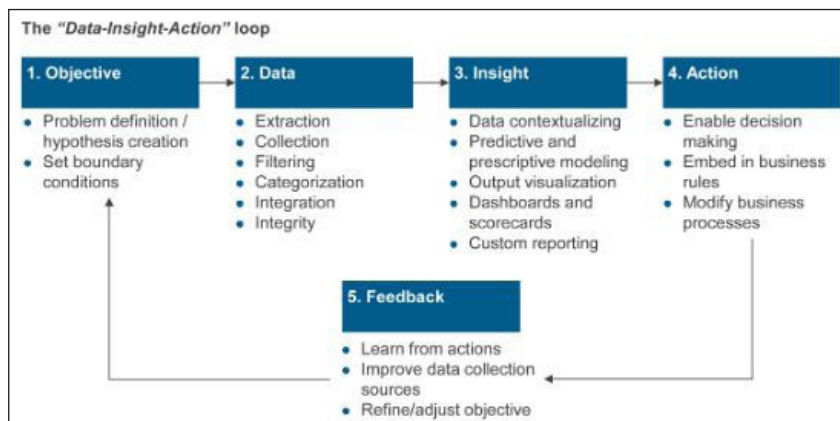 The "Data-Insight-Action" loop
1. Objective
• Problem definition /
hypothesis creation
• Set boundary
conditions
2. Data
• Extraction
• Collection
• Filtering
• Categorization
• Integration
• Integrity
3. Insight
• Data contextualizing
• Predictive and
prescriptive modeling
• Output visualization
• Dashboards and
scorecards
• Custom reporting
4. Action
• Enable decision
making
• Embed in business
rules
• Modify business
processes
5. Feedback
• Learn from actions
• Improve data collection
sources
• Refine/adjust objective